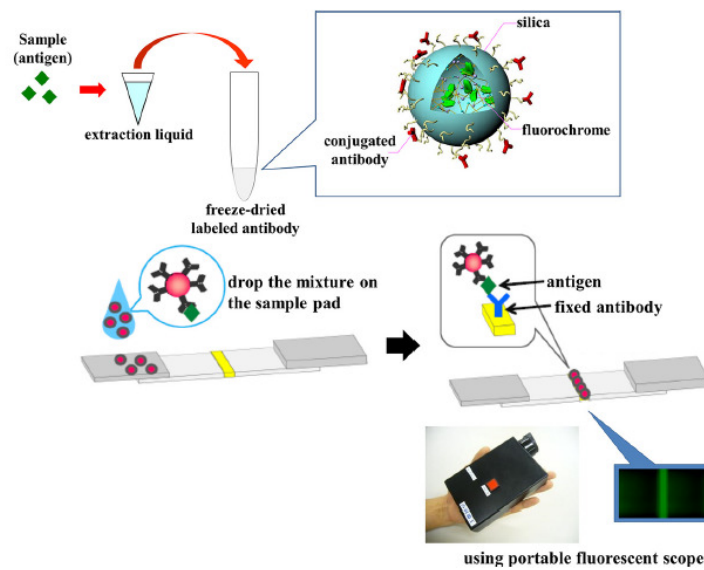 Sample
(antigen)
extraction liquid
freeze-dried
labeled antibody
silica
fluorochrome
conjugated
antibody
drop the mixture on
the sample pad
antigen
fixed antibody
using portable fluorescent scope